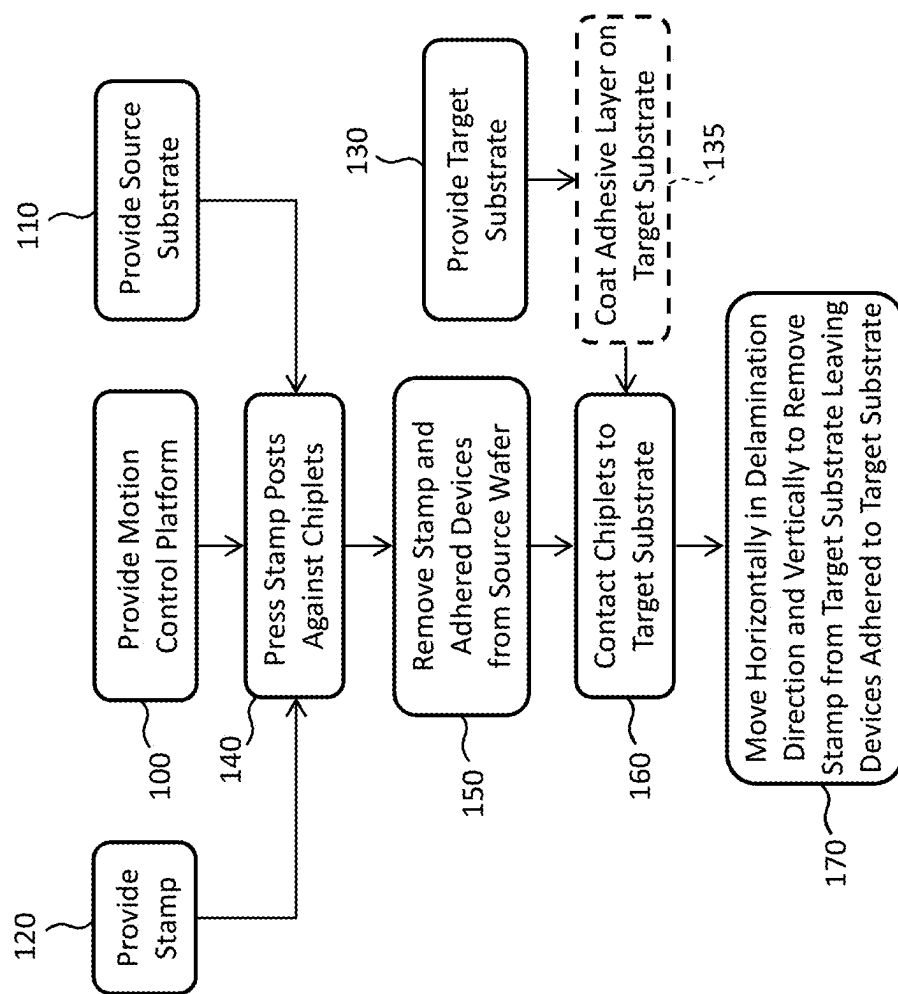 120
Provide
Stamp
100
Provide Motion
Control Platform
110
Provide Source
Substrate
140
Press Stamp Posts
Against Chiplets
130
Provide Target
Substrate
150
Remove Stamp and
Adhered Devices
from Source Wafer
135
Coat Adhesive Layer on
Target Substrate
160
Contact Chiplets to
Target Substrate
170
Move Horizontally in Delamination
Direction and Vertically to Remove
Stamp from Target Substrate Leaving
Devices Adhered to Target Substrate